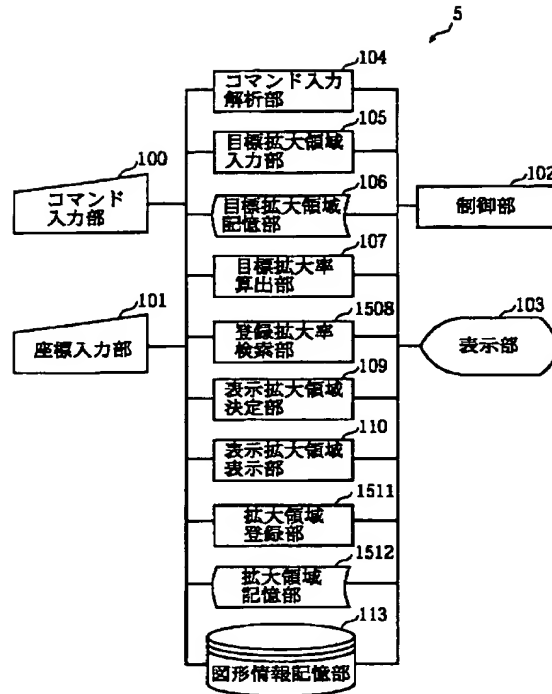 5
104
コマンド入力
解析部
105
目標拡大領域
入力部
100
コマンド
入力部
106
目標拡大領域
記憶部
102
制御部
107
目標拡大率
算出部
101
座標入力部
1508
登録拡大率
検索部
103
表示部
109
表示拡大領域
決定部
110
表示拡大領域
表示部
1511
拡大領域
登録部
1512
拡大領域
記憶部
113
図形情報記憶部